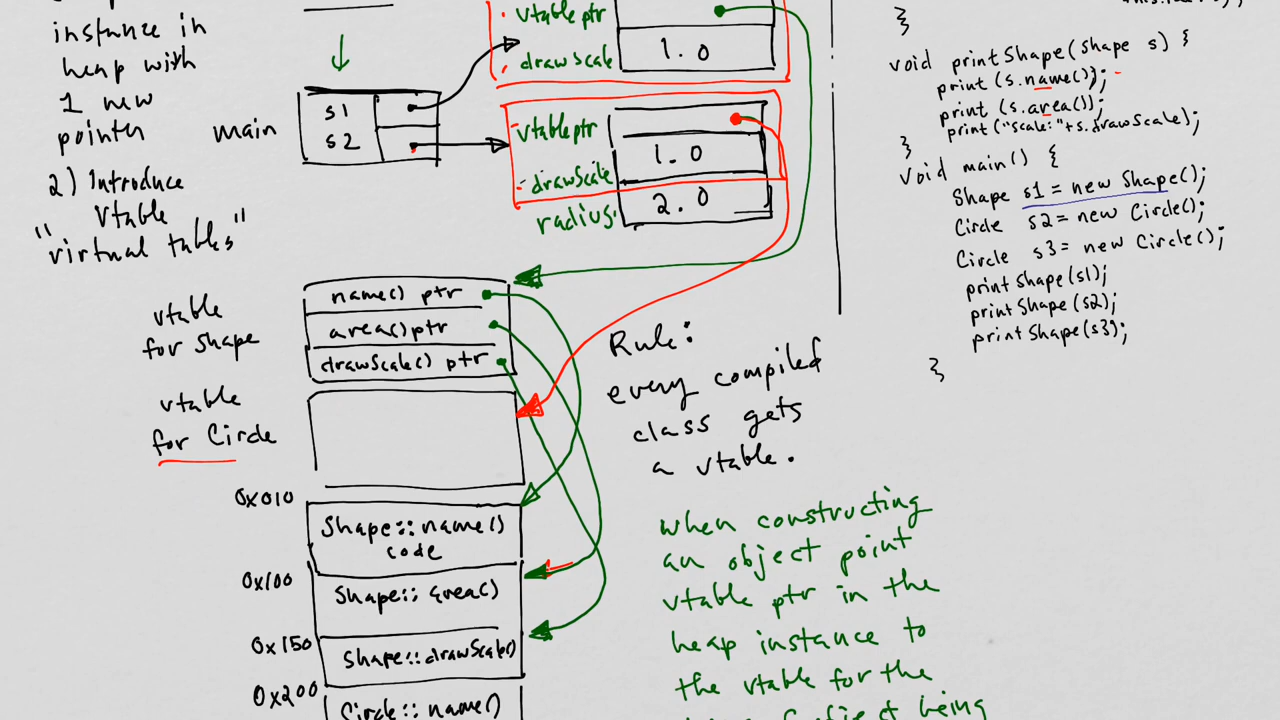 instance in
heap with
1 new
pointer
2) Introduce
vtable
"virtual tables"
main
s1
s2
vtable ptr
drawScale
1.0
vtable ptr
drawScale
radius:
1.0
2.0
vtable
for shape
name() ptr
area() ptr
drawScale() ptr
vtable
for Circle
0x010
Shape::name()
code
0x100
Shape::area()
0x150
Shape::drawScale()
0x200
Circle::name()
Rule:
every compiled
class gets
a vtable.
when constructing
an object point
vtable ptr in the
heap instance to
the vtable for the
being
}
void printShape(Shape s) {
print (s.name());
print (s.area());
print ("scale:"+s.drawScale);
}
void main() {
Shape s1 = new Shape();
Circle s2 = new Circle();
Circle s3 = new Circle();
printShape(s1);
printShape(s2);
printShape(s3);
}